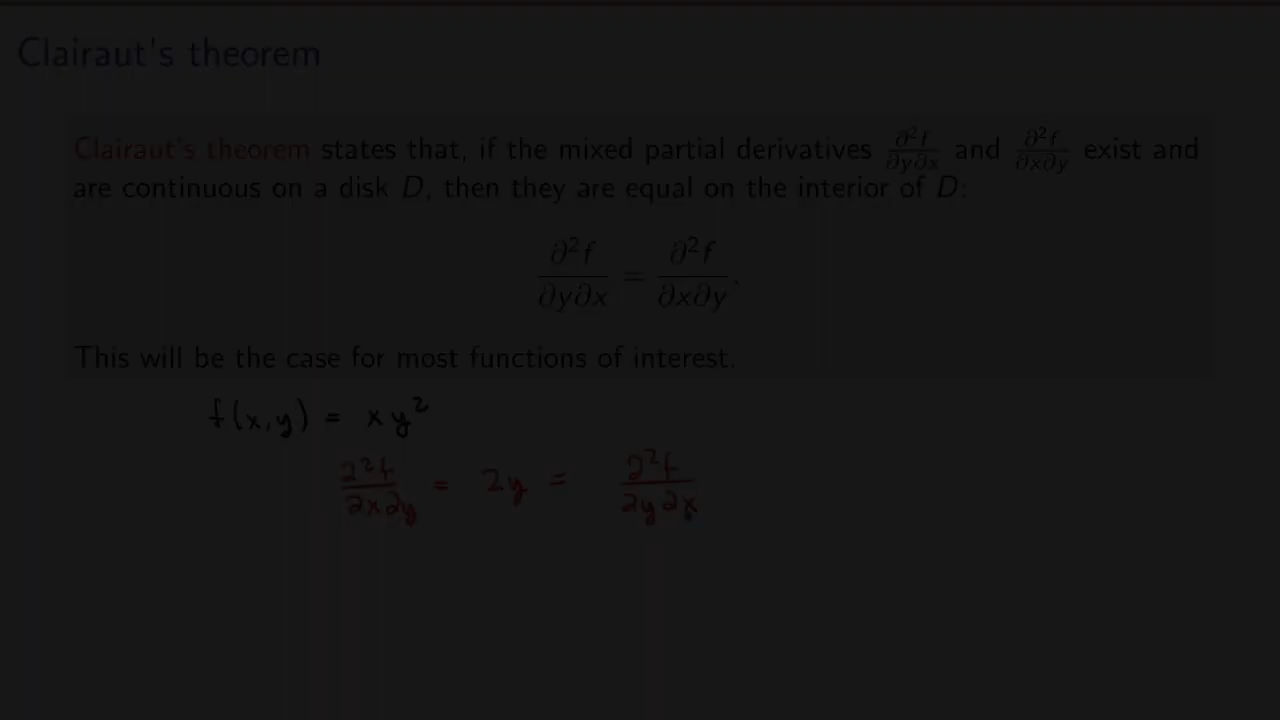 Clairaut's theorem
Clairaut's theorem states that, if the mixed partial derivatives ∂²f/∂y∂x and ∂²f/∂x∂y exist and
are continuous on a disk D, then they are equal on the interior of D:
∂²f/∂y∂x = ∂²f/∂x∂y.
This will be the case for most functions of interest.
f(x,y) = xy²
∂²f/∂x∂y = 2y = ∂²f/∂y∂x